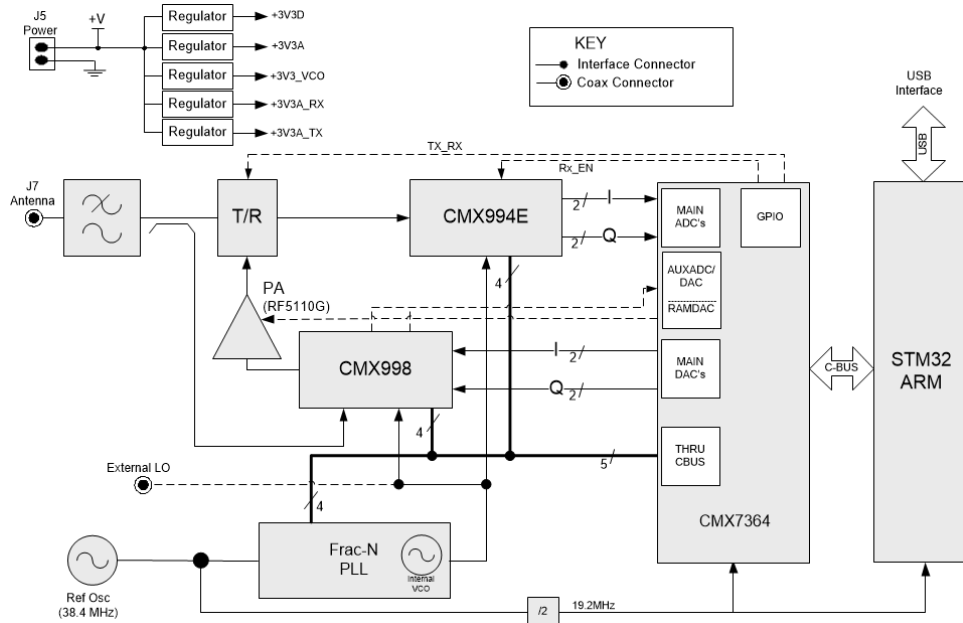 J5
Power
+V
Regulator
+3V3D
Regulator
+3V3A
Regulator
+3V3_VCO
Regulator
+3V3A_RX
Regulator
+3V3A_TX
KEY
Interface Connector
Coax Connector
USB
Interface
USB
TX_RX
Rx_EN
J7
Antenna
T/R
CMX994E
2/
I
2/
Q
MAIN
ADC's
GPIO
4
AUXADC/
DAC
RAMDAC
PA
(RF5110G)
CMX998
I
2/
Q
2/
MAIN
DAC's
C-BUS
STM32
ARM
4
5
THRU
CBUS
External LO
4
CMX7364
Frac-N
PLL
Internal
VCO
Ref Osc
(38.4 MHz)
/2
19.2MHz